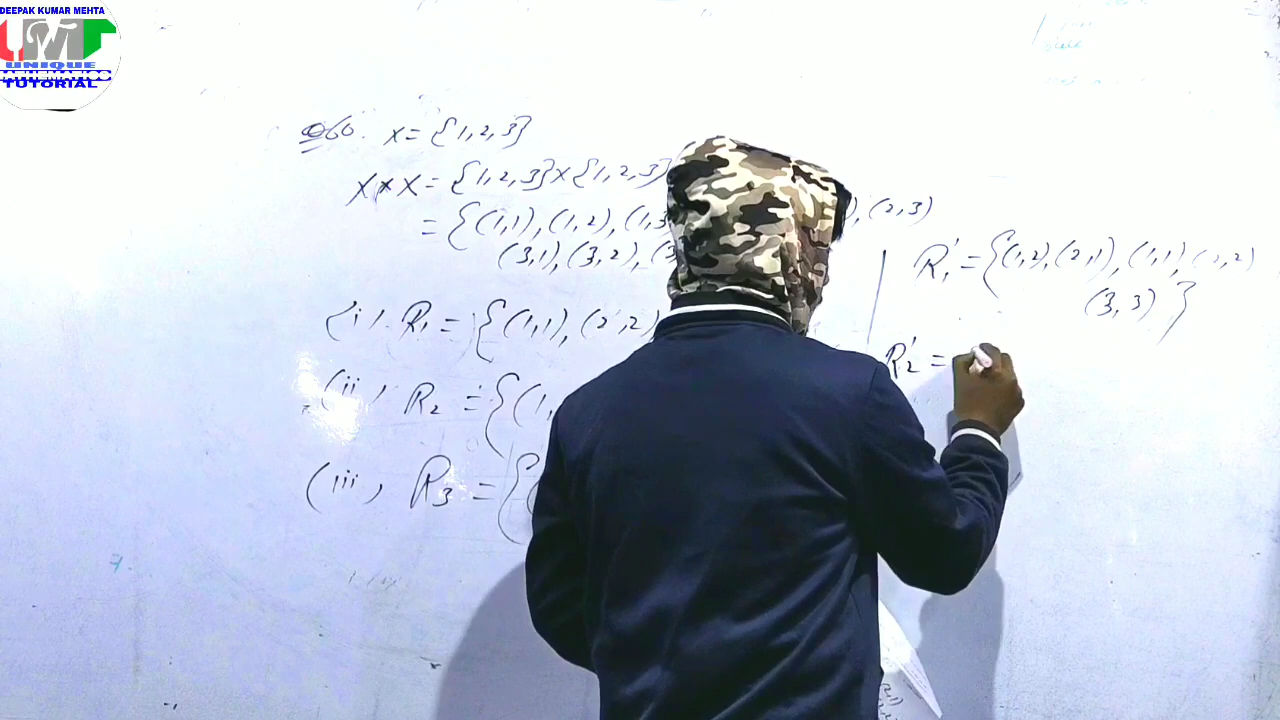 DEEPAK KUMAR MEHTA
UMT
UNIQUE
TUTORIAL
Q60. X = {1, 2, 3}
X × X = {1, 2, 3} × {1, 2, 3}
= {(1,1), (1,2), (1,3 ), (2,3)
(3,1), (3,2), (3
(i) R₁ = {(1,1), (2,2)
(ii) R₂ = {(1,
(iii) R₃ = {(
R₁' = {(1,2), (2,1), (1,1), (2,2)
(3,3)}
R₂' =